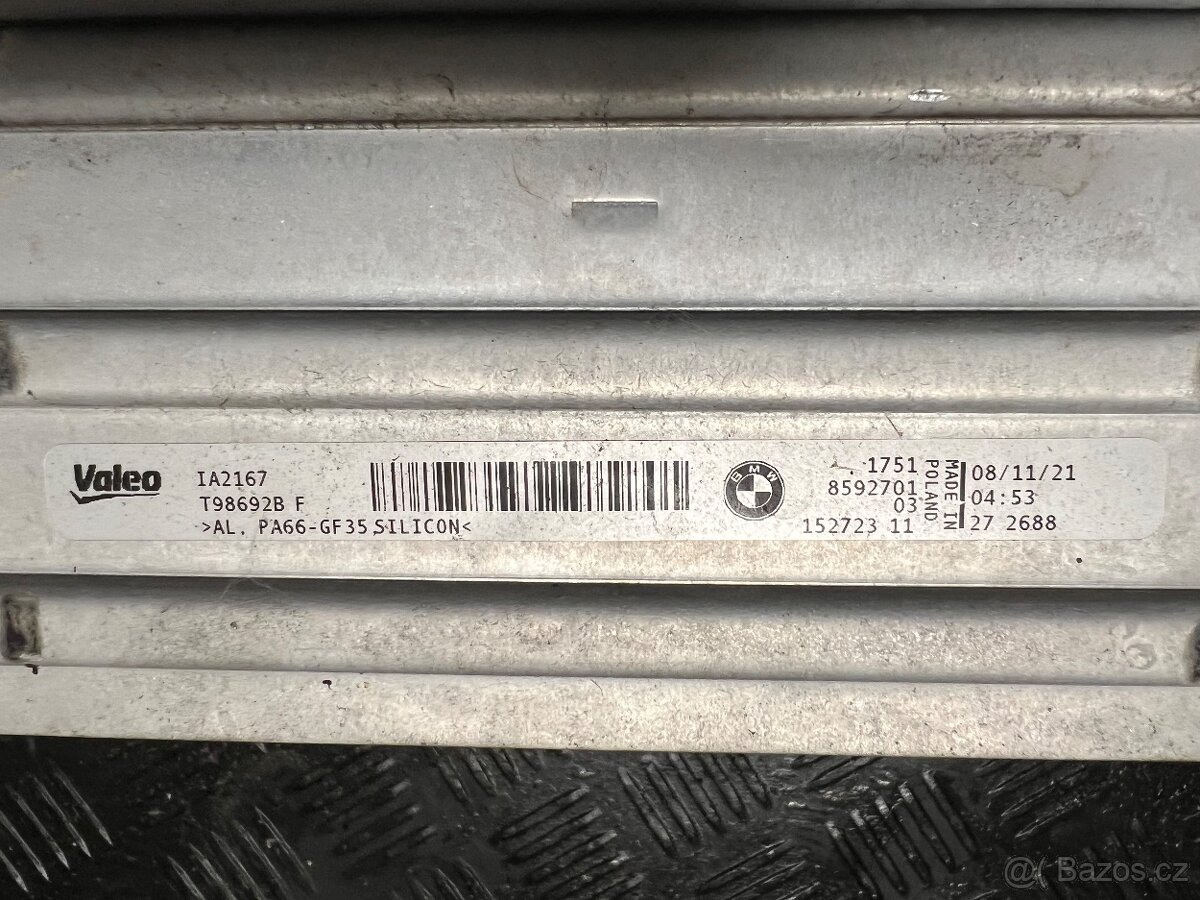 Valeo
IA2167
T98692B F
>AL, PA66-GF35 SILICON<
BMW
1751
8592701
03
152723 11
MADE IN
POLAND
08/11/21
04:53
27 2688
@( Bazos.cz